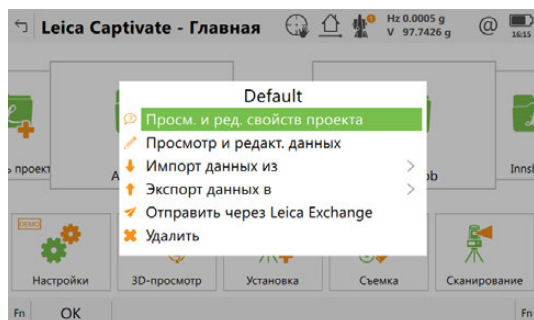 Leica Captivate - Главная
Hz 0.0005 g
V 97.7426 g
@
16:15
Default
Просм. и ред. свойств проекта
Просмотр и редакт. данных
Импорт данных из
Экспорт данных в
Отправить через Leica Exchange
Удалить
ь проект
A
ob
Innsl
DEMO
Настройки
3D-просмотр
Установка
Съемка
Сканирование
Fn
OK
Fn